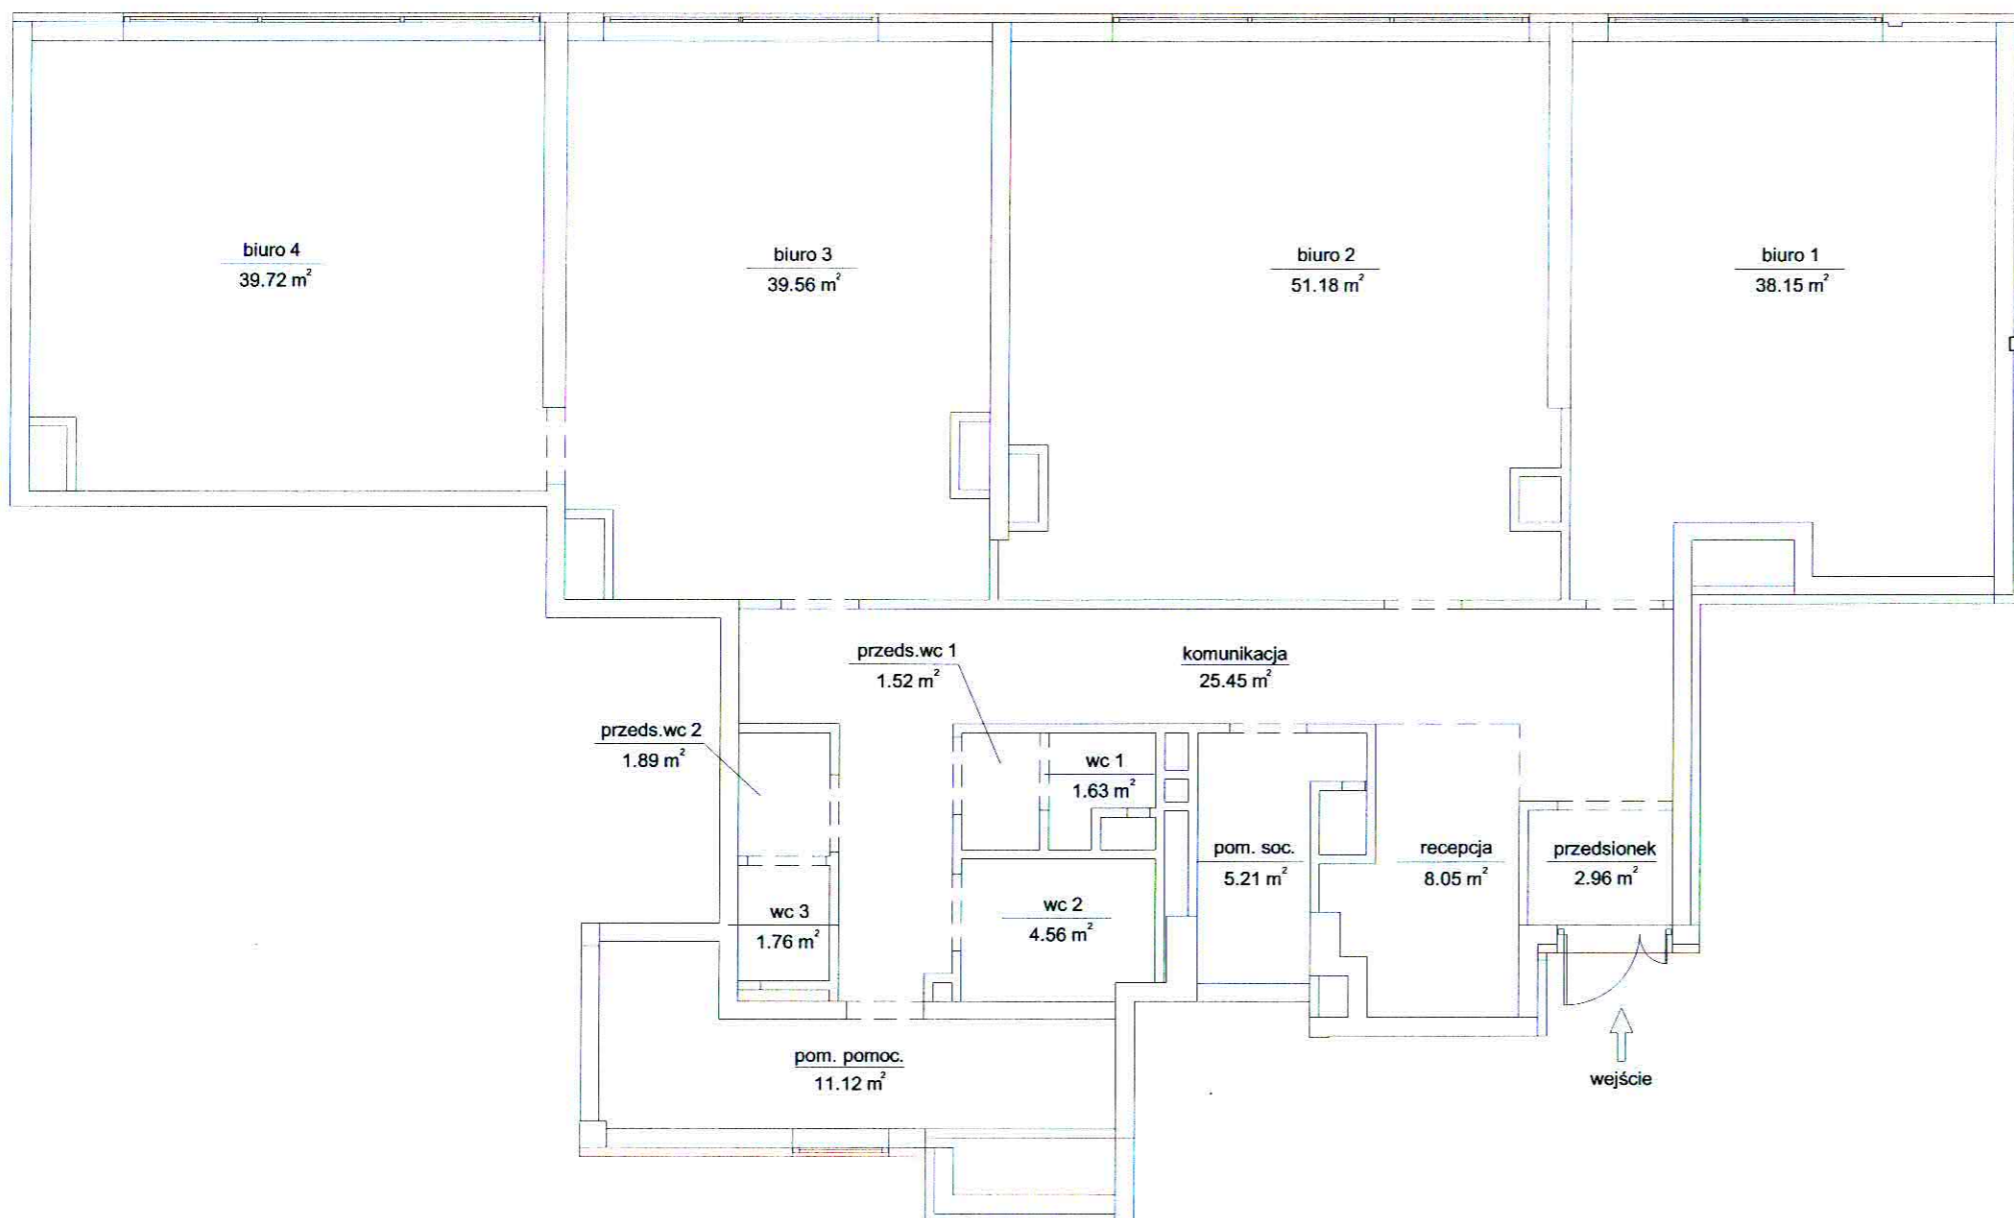 biuro 4
39.72 m²
biuro 3
39.56 m²
biuro 2
51.18 m²
biuro 1
38.15 m²
przeds.wc 1
1.52 m²
komunikacja
25.45 m²
przeds.wc 2
1.89 m²
wc 1
1.63 m²
pom. soc.
5.21 m²
recepcja
8.05 m²
przedsionek
2.96 m²
wc 3
1.76 m²
wc 2
4.56 m²
pom. pomoc.
11.12 m²
wejście